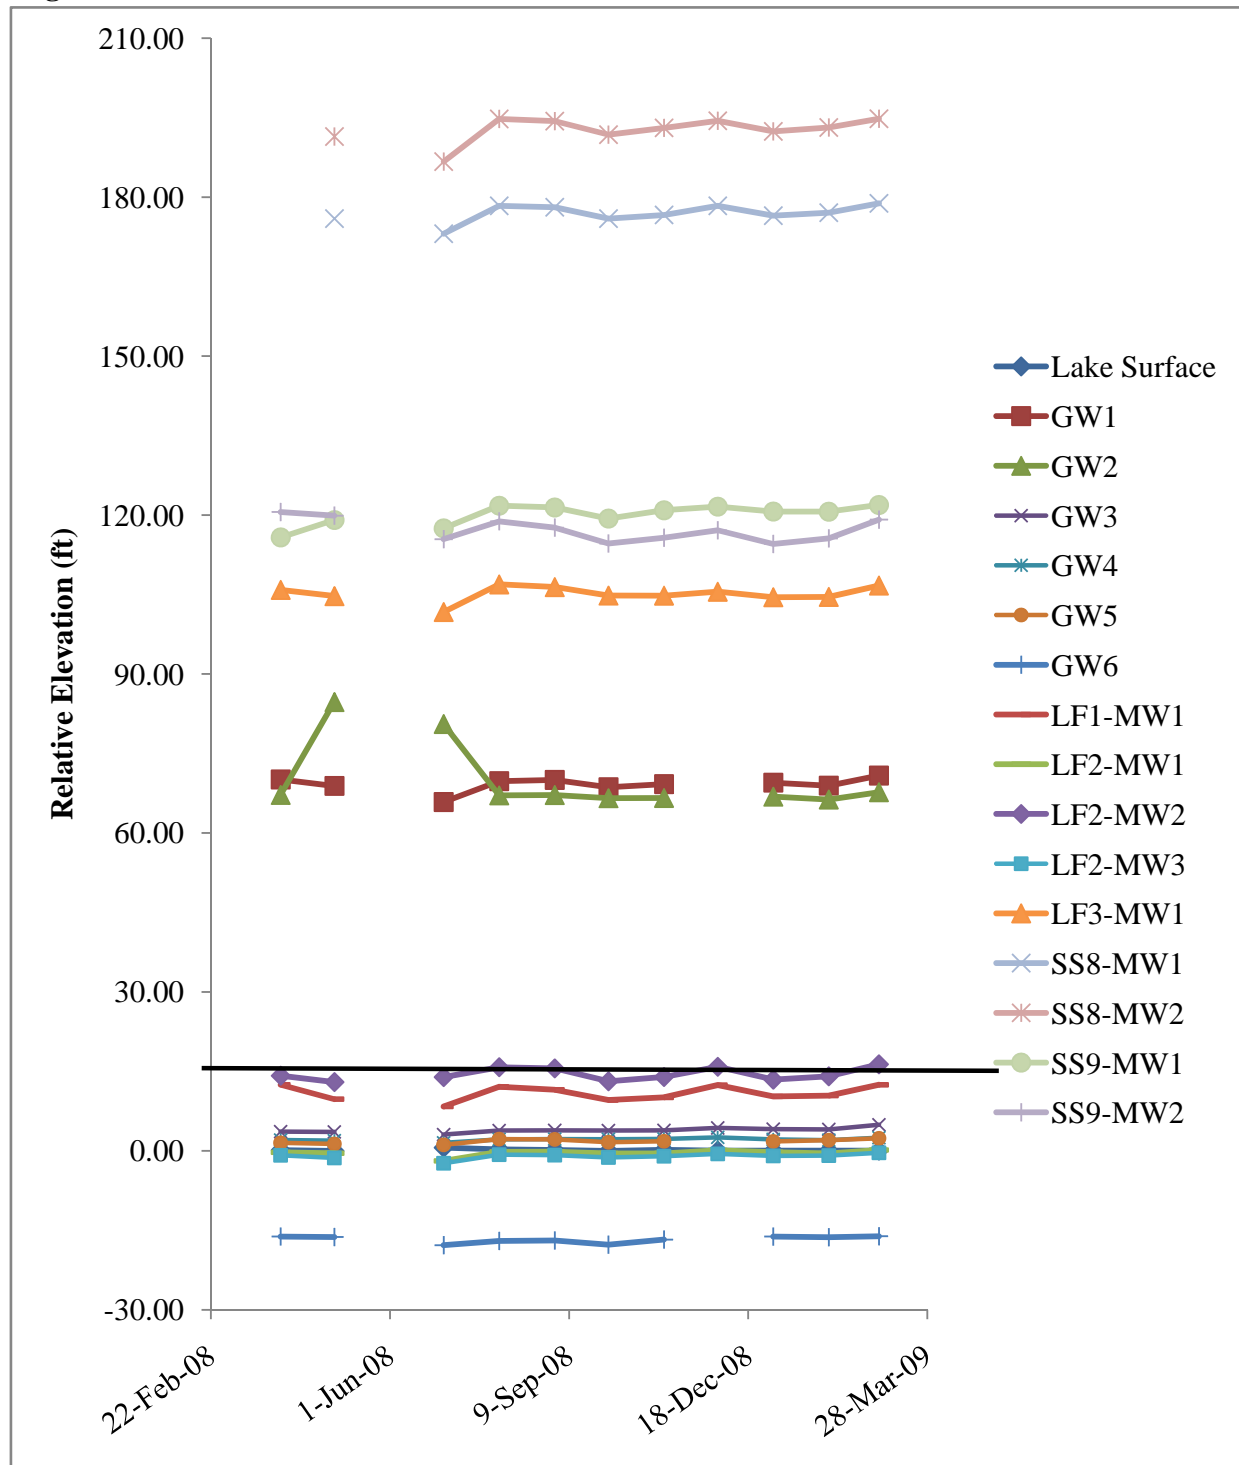 210.00
180.00
150.00
120.00
90.00
60.00
30.00
0.00
-30.00
Relative Elevation (ft)
22-Feb-08
1-Jun-08
9-Sep-08
18-Dec-08
28-Mar-09
Lake Surface
GW1
GW2
GW3
GW4
GW5
GW6
LF1-MW1
LF2-MW1
LF2-MW2
LF2-MW3
LF3-MW1
SS8-MW1
SS8-MW2
SS9-MW1
SS9-MW2